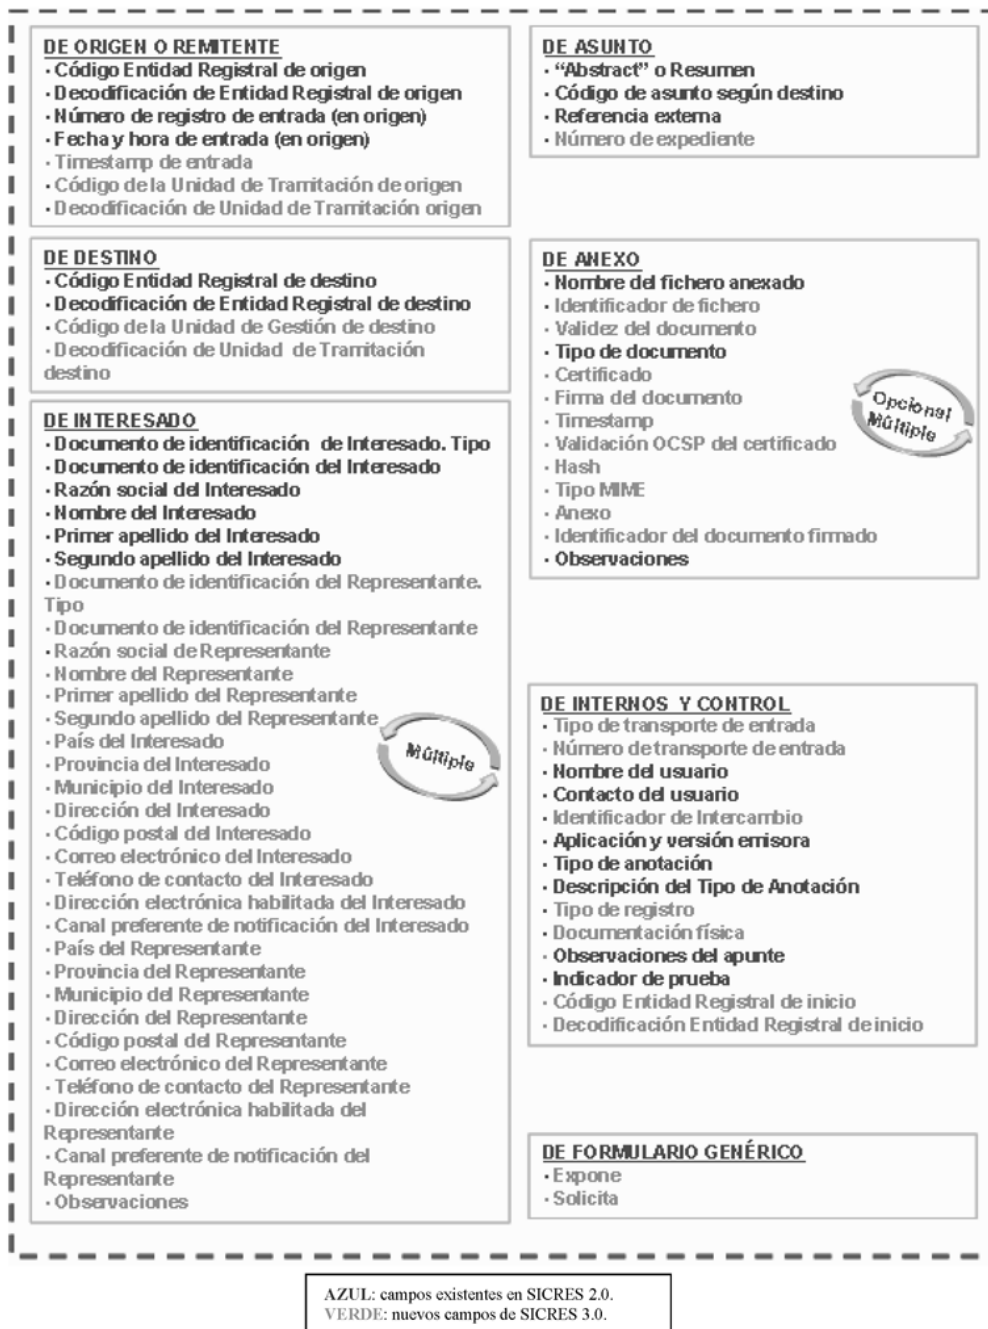 DE ORIGEN O REMITENTE
· Código Entidad Registral de origen
· Decodificación de Entidad Registral de origen
· Número de registro de entrada (en origen)
· Fecha y hora de entrada (en origen)
· Timestamp de entrada
· Código de la Unidad de Tramitación de origen
· Decodificación de Unidad de Tramitación origen
DE DESTINO
· Código Entidad Registral de destino
· Decodificación de Entidad Registral de destino
· Código de la Unidad de Gestión de destino
· Decodificación de Unidad de Tramitación
destino
DE INTERESADO
· Documento de identificación de Interesado. Tipo
· Documento de identificación del Interesado
· Razón social del Interesado
· Nombre del Interesado
· Primer apellido del Interesado
· Segundo apellido del Interesado
· Documento de identificación del Representante.
Tipo
· Documento de identificación del Representante
· Razón social de Representante
· Nombre del Representante
· Primer apellido del Representante
· Segundo apellido del Representante
· País del Interesado
· Provincia del Interesado
· Municipio del Interesado
· Dirección del Interesado
· Código postal del Interesado
· Correo electrónico del Interesado
· Teléfono de contacto del Interesado
· Dirección electrónica habilitada del Interesado
· Canal preferente de notificación del Interesado
· País del Representante
· Provincia del Representante
· Municipio del Representante
· Dirección del Representante
· Código postal del Representante
· Correo electrónico del Representante
· Teléfono de contacto del Representante
· Dirección electrónica habilitada del
Representante
· Canal preferente de notificación del
Representante
· Observaciones
Múltiple
DE ASUNTO
· “Abstract” o Resumen
· Código de asunto según destino
· Referencia externa
· Número de expediente
DE ANEXO
· Nombre del fichero anexado
· Identificador de fichero
· Validez del documento
· Tipo de documento
· Certificado
· Firma del documento
· Timestamp
· Validación OCSP del certificado
· Hash
· Tipo MIME
· Anexo
· Identificador del documento firmado
· Observaciones
Opcional
Múltiple
DE INTERNOS Y CONTROL
· Tipo de transporte de entrada
· Número de transporte de entrada
· Nombre del usuario
· Contacto del usuario
· Identificador de Intercambio
· Aplicación y versión emisora
· Tipo de anotación
· Descripción del Tipo de Anotación
· Tipo de registro
· Documentación física
· Observaciones del apunte
· Indicador de prueba
· Código Entidad Registral de inicio
· Decodificación Entidad Registral de inicio
DE FORMULARIO GENÉRICO
· Expone
· Solicita
AZUL: campos existentes en SICRES 2.0.
VERDE: nuevos campos de SICRES 3.0.